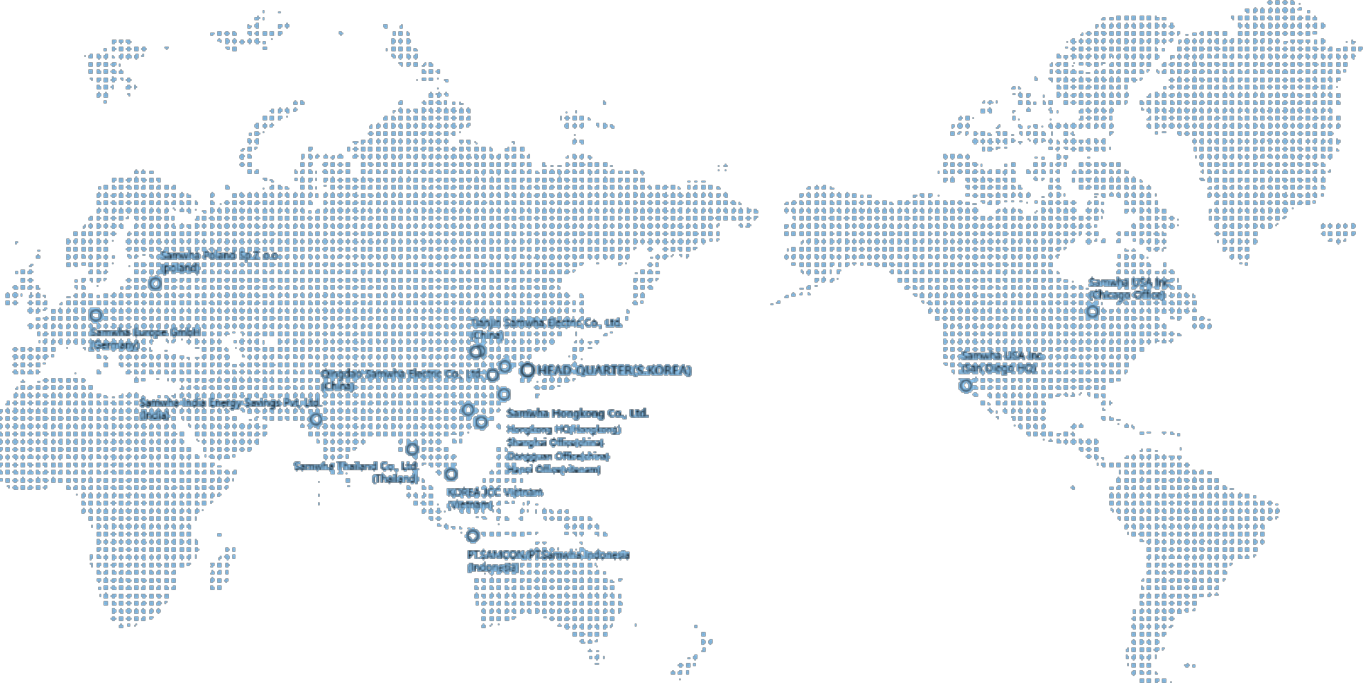 Samwha Poland Sp.Z o.o
(poland)
Samwha Europe GmbH
(Germany)
Tianjin Samwha Electric Co., Ltd.
(China)
Qingdao Samwha Electric Co., Ltd.
(China)
HEAD QUARTER(S.KOREA)
Samwha India Energy Savings Pvt, Ltd.
(India)
Samwha Hongkong Co., Ltd.
Hongkong HQ(Hongkong)
Shanghai Office(china)
Dongguan Office(china)
Hanoi Office(vitenam)
Samwha Thailand Co., Ltd.
(Thailand)
KOREA JCC Vietnam
(Vietnam)
PT.SAMCON/PT.Samwha Indonesia
(Indonesia)
Samwha USA Inc.
(Chicago Office)
Samwha USA Inc.
(San Diego HQ)